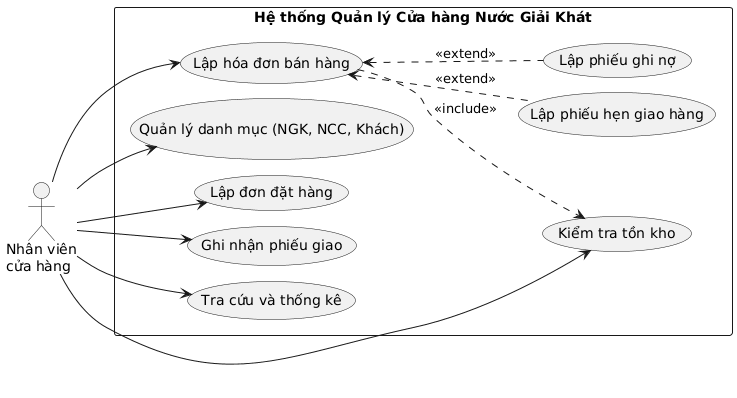 Hệ thống Quản lý Cửa hàng Nước Giải Khát
Lập hóa đơn bán hàng
«extend»
Lập phiếu ghi nợ
«extend»
«include»
Lập phiếu hẹn giao hàng
Quản lý danh mục (NGK, NCC, Khách)
Lập đơn đặt hàng
Ghi nhận phiếu giao
Kiểm tra tồn kho
Nhân viên
cửa hàng
Tra cứu và thống kê